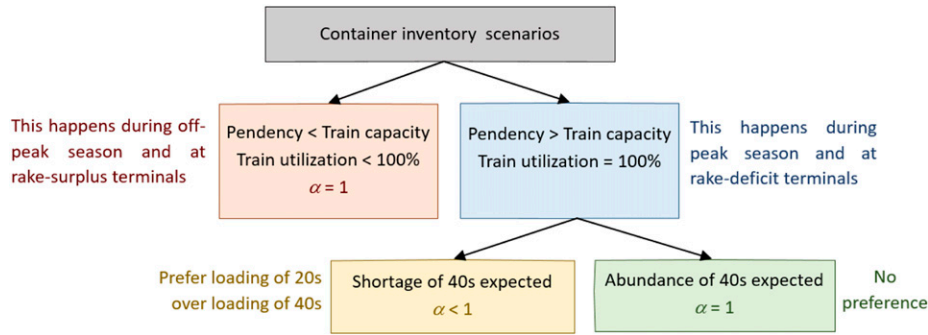 Container inventory scenarios
This happens during off-
peak season and at
rake-surplus terminals
Pendency < Train capacity
Train utilization < 100%
α = 1
Pendency > Train capacity
Train utilization = 100%
This happens during
peak season and at
rake-deficit terminals
Prefer loading of 20s
over loading of 40s
Shortage of 40s expected
α < 1
Abundance of 40s expected
α = 1
No
preference